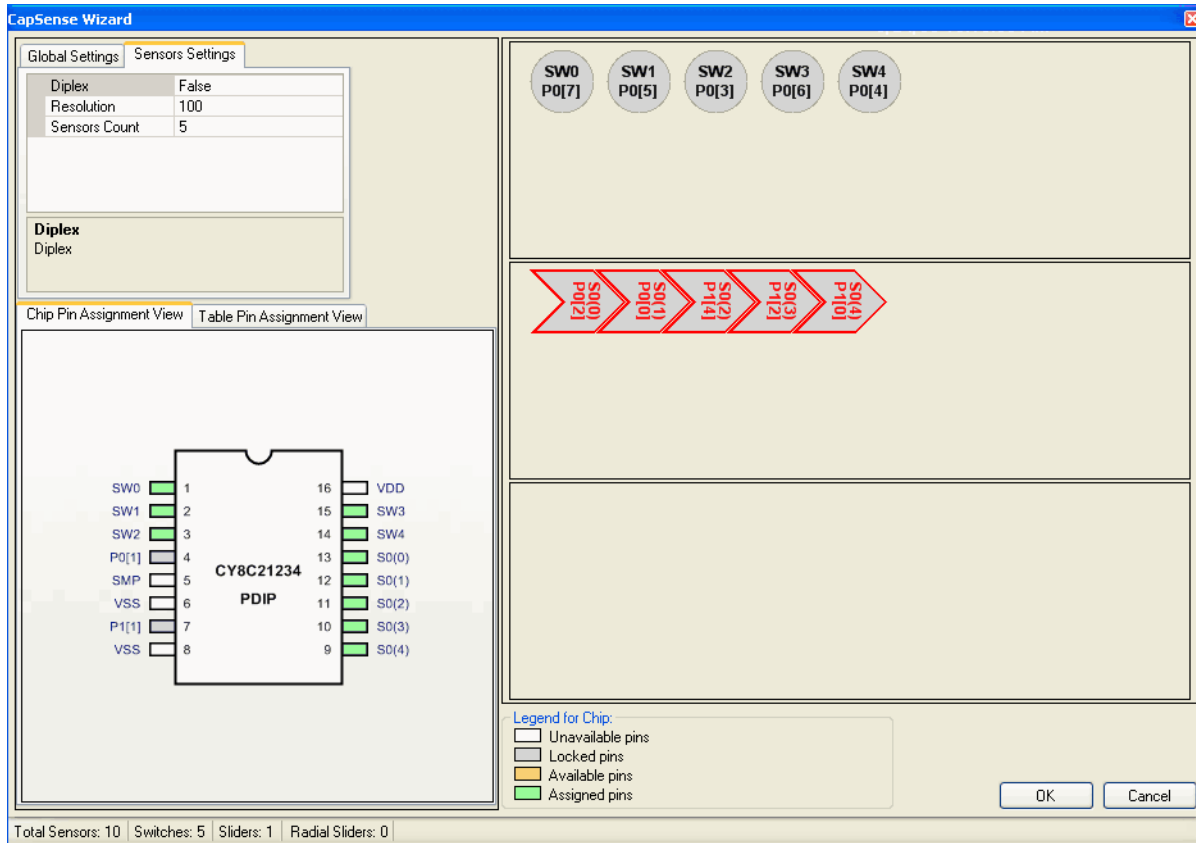 CapSense Wizard
Global Settings Sensors Settings
Diplex False
Resolution 100
Sensors Count 5
Diplex
Diplex
Chip Pin Assignment View Table Pin Assignment View
SW0 1 16 VDD
SW1 2 15 SW3
SW2 3 14 SW4
P0[1] 4 13 S0(0)
SMP 5 12 S0(1)
VSS 6 11 S0(2)
P1[1] 7 10 S0(3)
VSS 8 9 S0(4)
CY8C21234
PDIP
SW0 SW1 SW2 SW3 SW4
P0[7] P0[5] P0[3] P0[6] P0[4]
S0(0)
P0[2]
S0(1)
P0[0]
S0(2)
P1[4]
S0(3)
P1[2]
S0(4)
P1[0]
Legend for Chip:
Unavailable pins
Locked pins
Available pins
Assigned pins
OK Cancel
Total Sensors: 10 Switches: 5 Sliders: 1 Radial Sliders: 0